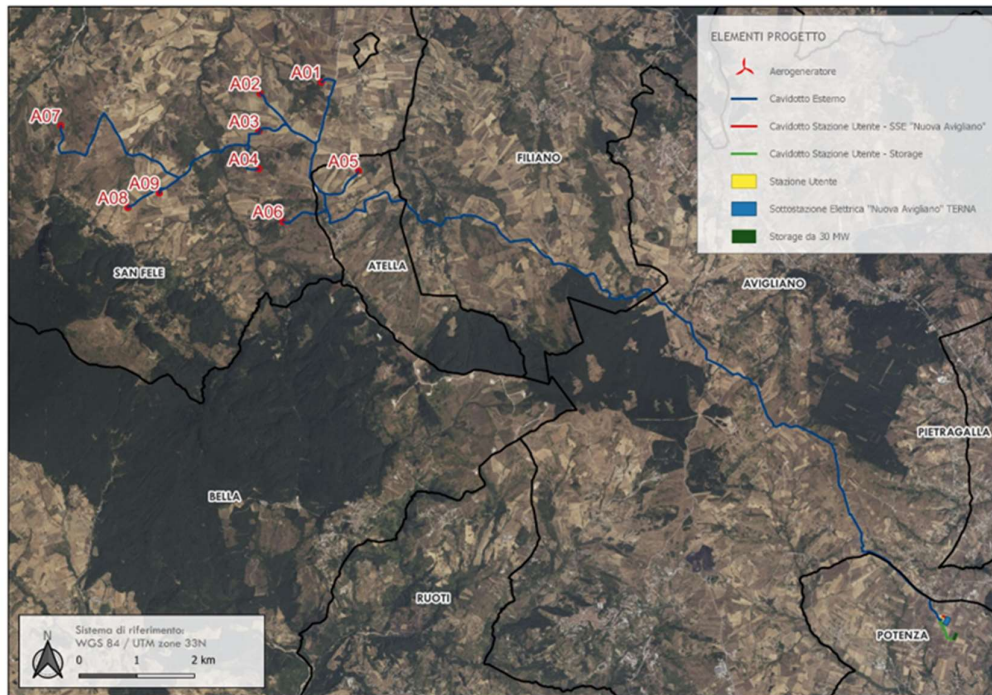 ELEMENTI PROGETTO
Aerogeneratore
Cavidotto Esterno
Cavidotto Stazione Utente - SSE "Nuova Avigliano"
Cavidotto Stazione Utente - Storage
Stazione Utente
Sottostazione Elettrica "Nuova Avigliano" TERNA
Storage da 30 MW
A01
A02
A07
A03
A04
A05
A09
A08
A06
FILIANO
SAN FELE
ATELLA
AVIGLIANO
PIETRAGALLA
BELLA
RUOTI
POTENZA
N
Sistema di riferimento:
WGS 84 / UTM zone 33N
0 1 2 km